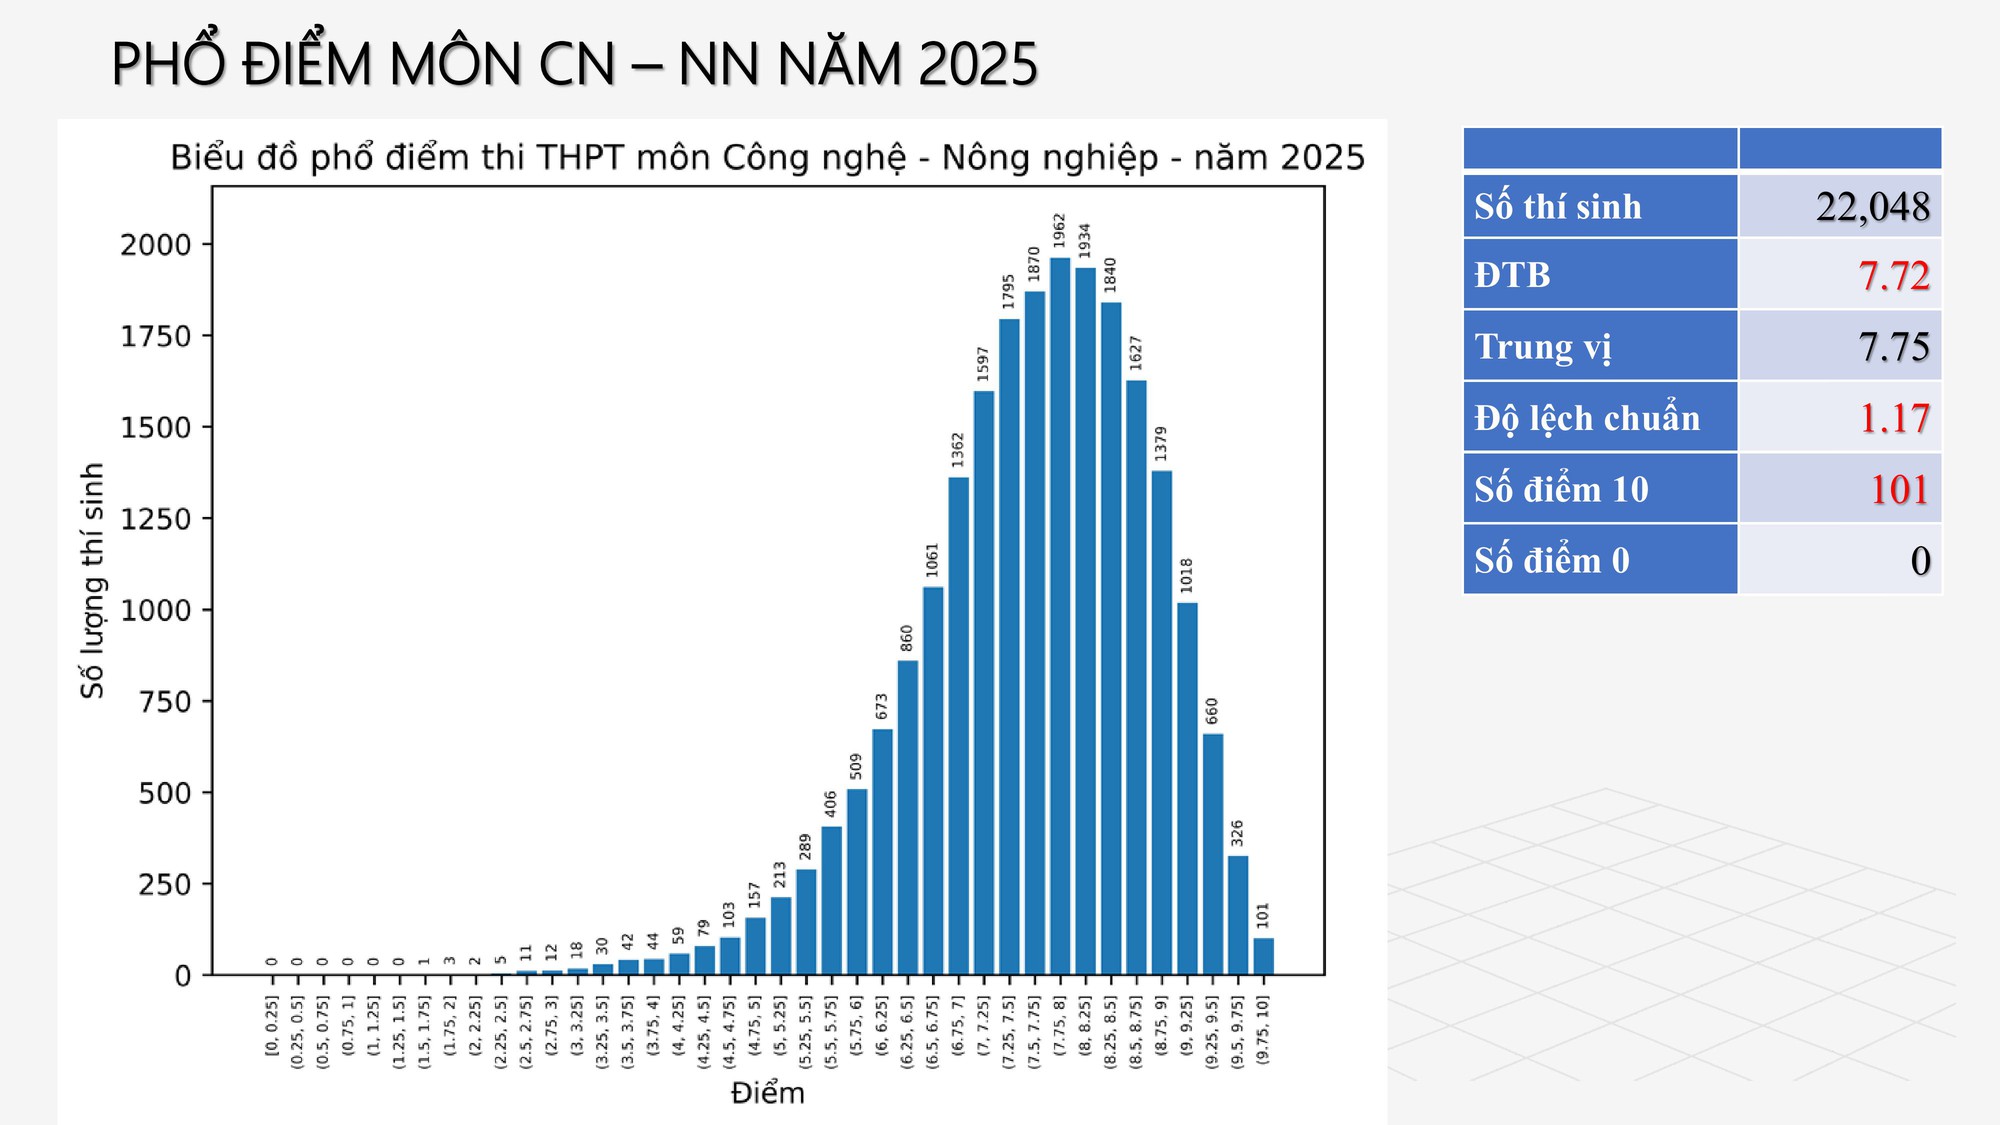 PHỔ ĐIỂM MÔN CN – NN NĂM 2025
Biểu đồ phổ điểm thi THPT môn Công nghệ - Nông nghiệp - năm 2025
Số lượng thí sinh
2000
1750
1500
1250
1000
750
500
250
0
0 0 0 0 0 0 1 3 2 5 11 12 18 30 42 44 59 79 103 157 213 289 406 509 673 860 1061 1362 1597 1795 1870 1962 1934 1840 1627 1379 1018 660 326 101
[0, 0.25] (0.25, 0.5] (0.5, 0.75] (0.75, 1] (1, 1.25] (1.25, 1.5] (1.5, 1.75] (1.75, 2] (2, 2.25] (2.25, 2.5] (2.5, 2.75] (2.75, 3] (3, 3.25] (3.25, 3.5] (3.5, 3.75] (3.75, 4] (4, 4.25] (4.25, 4.5] (4.5, 4.75] (4.75, 5] (5, 5.25] (5.25, 5.5] (5.5, 5.75] (5.75, 6] (6, 6.25] (6.25, 6.5] (6.5, 6.75] (6.75, 7] (7, 7.25] (7.25, 7.5] (7.5, 7.75] (7.75, 8] (8, 8.25] (8.25, 8.5] (8.5, 8.75] (8.75, 9] (9, 9.25] (9.25, 9.5] (9.5, 9.75] (9.75, 10]
Điểm
Số thí sinh 22,048
ĐTB 7.72
Trung vị 7.75
Độ lệch chuẩn 1.17
Số điểm 10 101
Số điểm 0 0